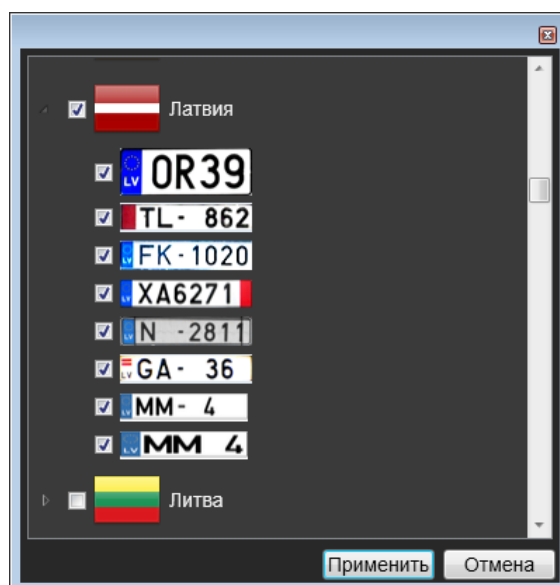 Латвия
LV OR39
TL- 862
LV FK-1020
LV XA6271
LV N -2811
LV GA- 36
LV MM- 4
LV MM 4
Литва
Применить Отмена